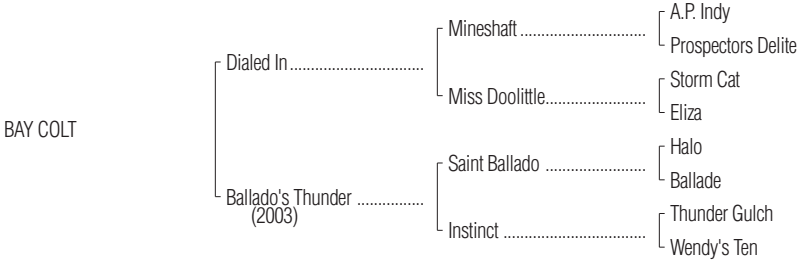 A.P. Indy
Mineshaft ..............................
Prospectors Delite
Dialed In ................................
Storm Cat
Miss Doolittle........................
Eliza
BAY COLT
Halo
Saint Ballado ........................
Ballade
Ballado's Thunder ................
(2003)
Thunder Gulch
Instinct ..................................
Wendy's Ten